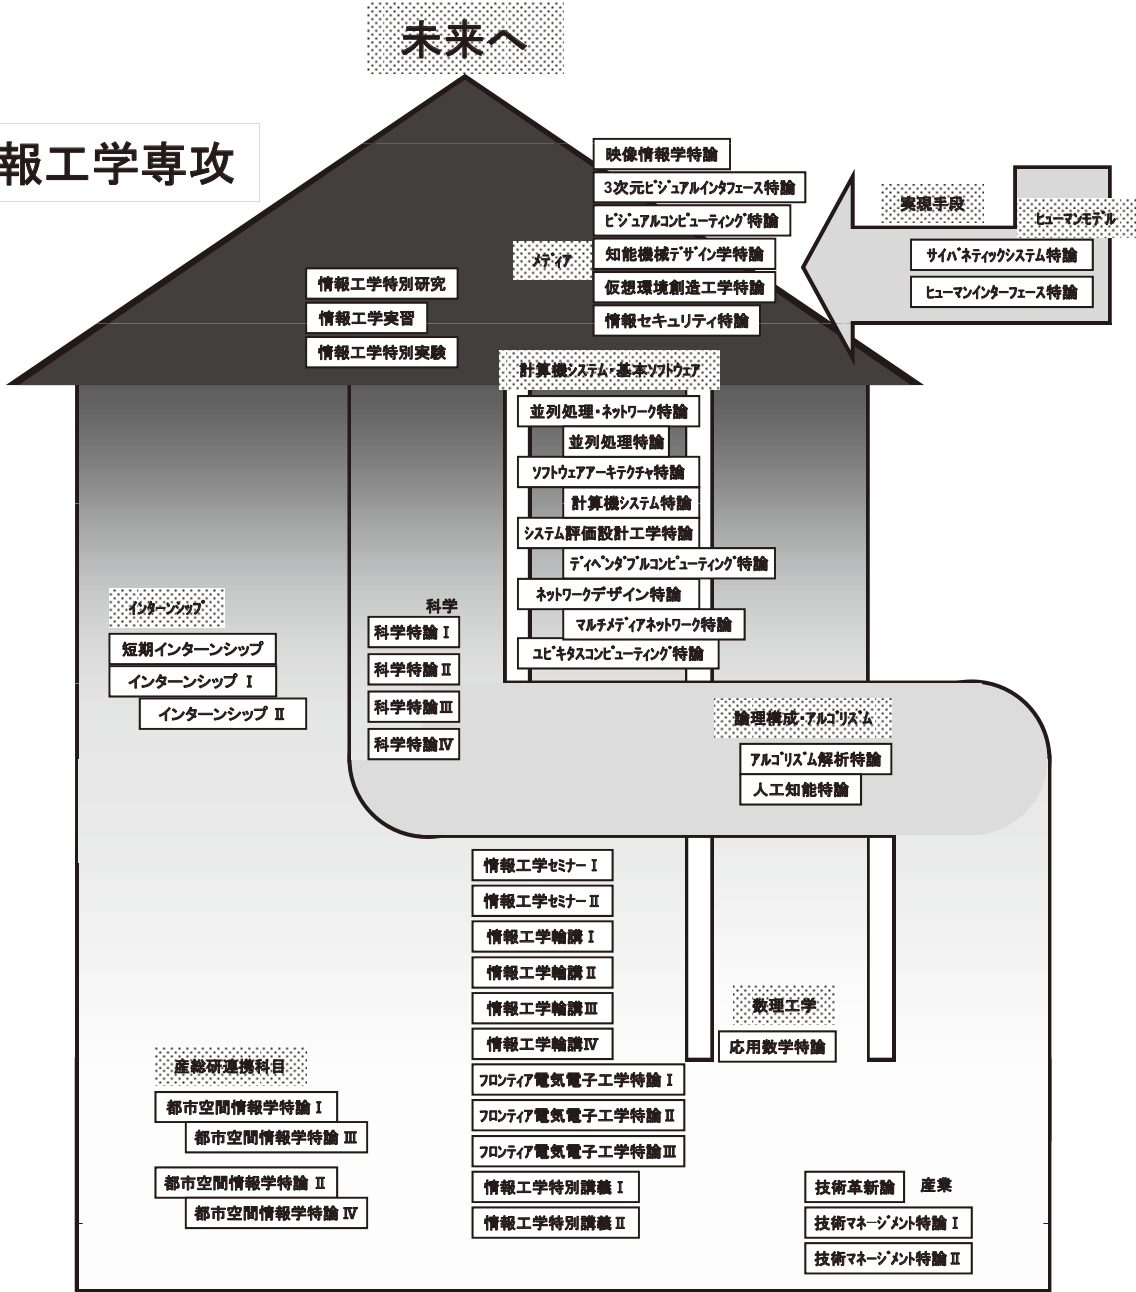 未来へ
報工学専攻
映像情報学特論
3次元ビジュアルインタフェース特論
ビジュアルコンピューティング特論
メディア
知能機械デザイン学特論
仮想環境創造工学特論
情報セキュリティ特論
実現手段
ヒューマンモデル
サイバネティックシステム特論
ヒューマンインターフェース特論
情報工学特別研究
情報工学実習
情報工学特別実験
計算機システム・基本ソフトウェア
並列処理・ネットワーク特論
並列処理特論
ソフトウェアアーキテクチャ特論
計算機システム特論
システム評価設計工学特論
ディペンダブルコンピューティング特論
ネットワークデザイン特論
マルチメディアネットワーク特論
ユビキタスコンピューティング特論
インターンシップ
短期インターンシップ
インターンシップ Ⅰ
インターンシップ Ⅱ
科学
科学特論Ⅰ
科学特論Ⅱ
科学特論Ⅲ
科学特論Ⅳ
論理構成・アルゴリズム
アルゴリズム解析特論
人工知能特論
情報工学セミナーⅠ
情報工学セミナーⅡ
情報工学輪講Ⅰ
情報工学輪講Ⅱ
情報工学輪講Ⅲ
情報工学輪講Ⅳ
フロンティア電気電子工学特論Ⅰ
フロンティア電気電子工学特論Ⅱ
フロンティア電気電子工学特論Ⅲ
情報工学特別講義Ⅰ
情報工学特別講義Ⅱ
数理工学
応用数学特論
産総研連携科目
都市空間情報学特論Ⅰ
都市空間情報学特論 Ⅲ
都市空間情報学特論 Ⅱ
都市空間情報学特論 Ⅳ
技術革新論
産業
技術マネージメント特論Ⅰ
技術マネージメント特論Ⅱ